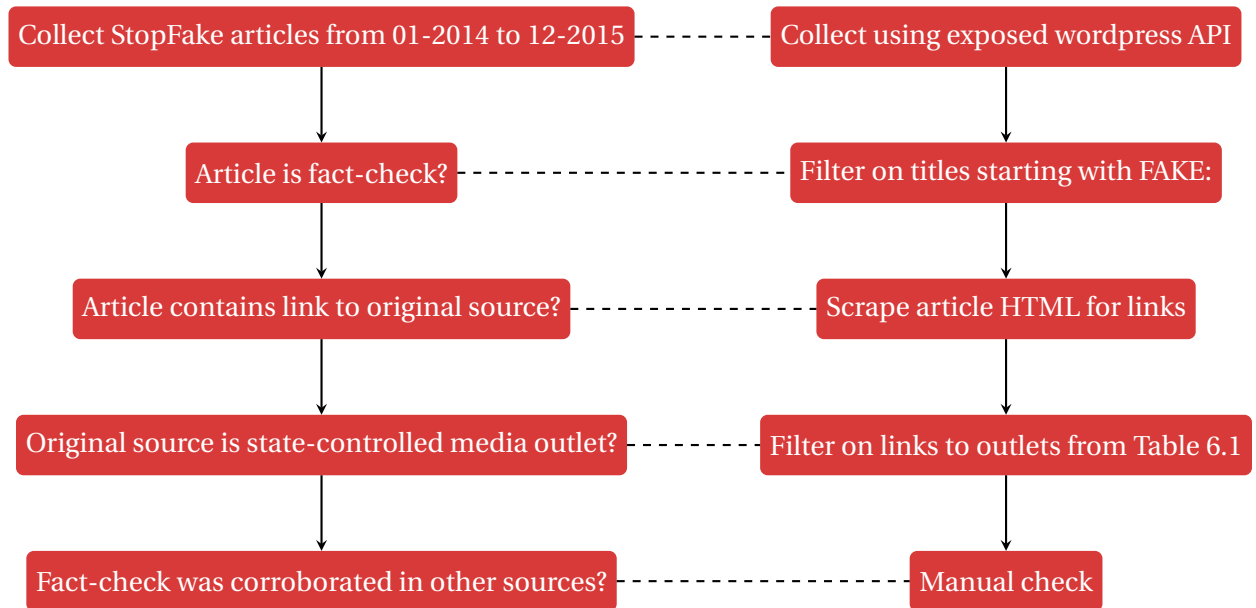 Collect StopFake articles from 01-2014 to 12-2015
Collect using exposed wordpress API
Article is fact-check?
Filter on titles starting with FAKE:
Article contains link to original source?
Scrape article HTML for links
Original source is state-controlled media outlet?
Filter on links to outlets from Table 6.1
Fact-check was corroborated in other sources?
Manual check